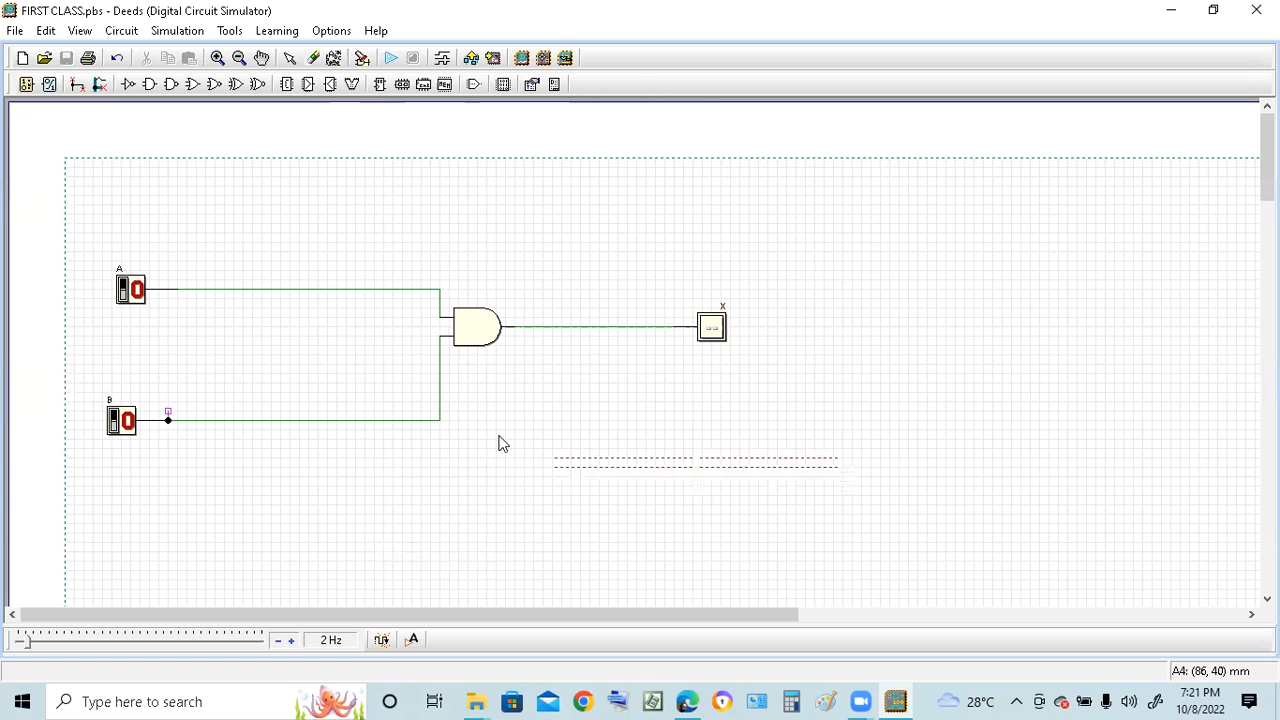 FIRST CLASS.pbs - Deeds (Digital Circuit Simulator)
File Edit View Circuit Simulation Tools Learning Options Help
A
0
X
--
B
0
2 Hz
A
A4: (86, 40) mm
Type here to search
28°C
7:21 PM
10/8/2022